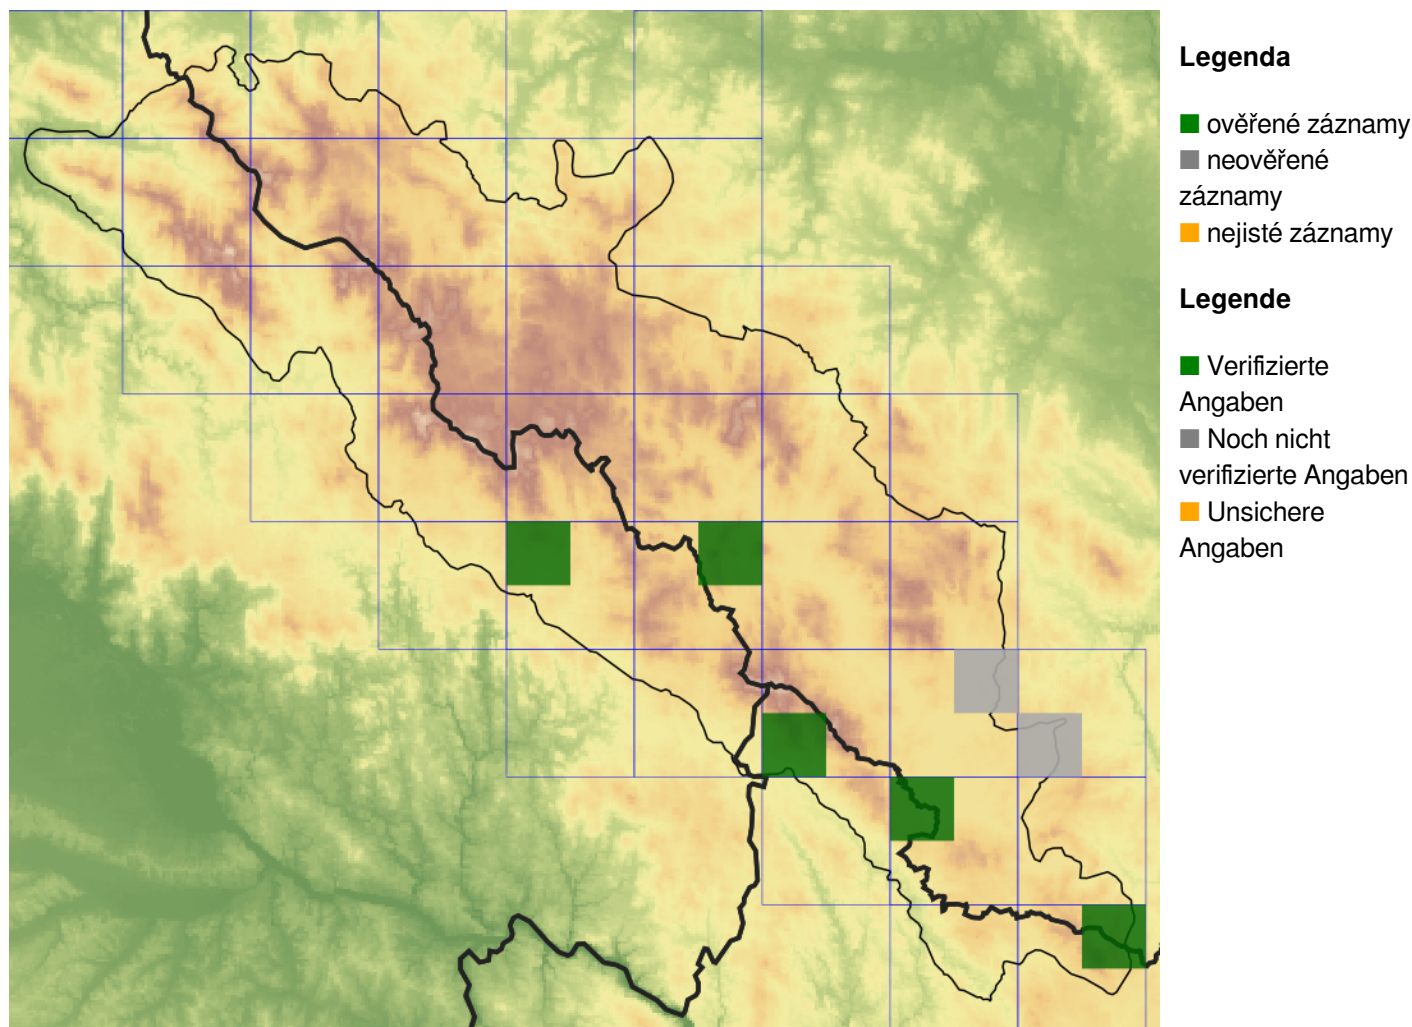 Legenda
ověřené záznamy
neověřené
záznamy
nejisté záznamy
Legende
Verifizierte
Angaben
Noch nicht
verifizierte Angaben
Unsichere
Angaben